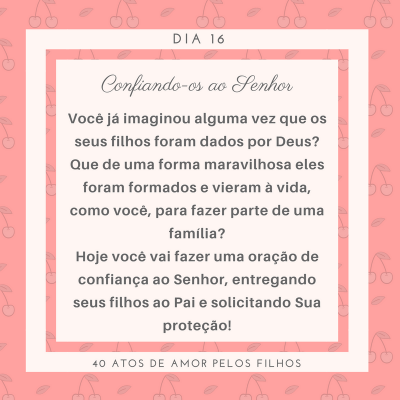 DIA 16
Confiando-os ao Senhor
Você já imaginou alguma vez que os
seus filhos foram dados por Deus?
Que de uma forma maravilhosa eles
foram formados e vieram à vida,
como você, para fazer parte de uma
família?
Hoje você vai fazer uma oração de
confiança ao Senhor, entregando
seus filhos ao Pai e solicitando Sua
proteção!
40 ATOS DE AMOR PELOS FILHOS